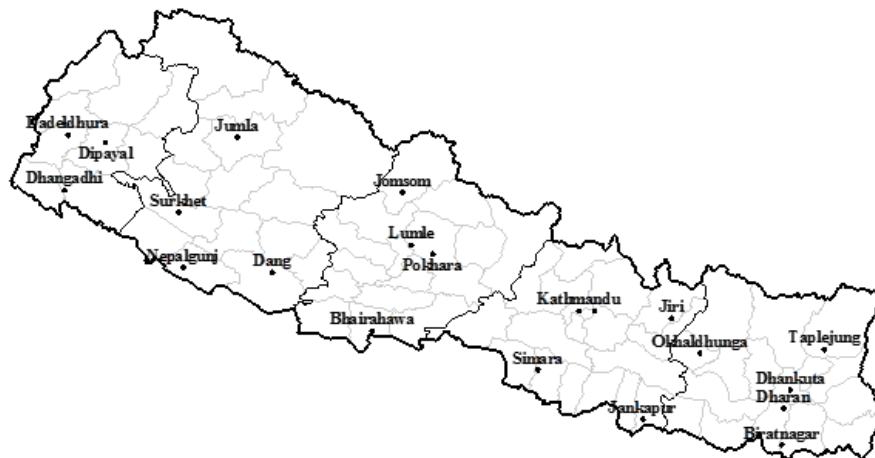 Dadeldhura
Jumla
Dipayal
Dhangadhi
Jomsom
Surkhet
Lumle
Nepalgunj
Dang
Pokhara
Kathmandu
Jiri
Bhairahawa
Taplejung
Okhaldhunga
Simara
Dhankuta
Dharan
Jankapur
Biratnagar